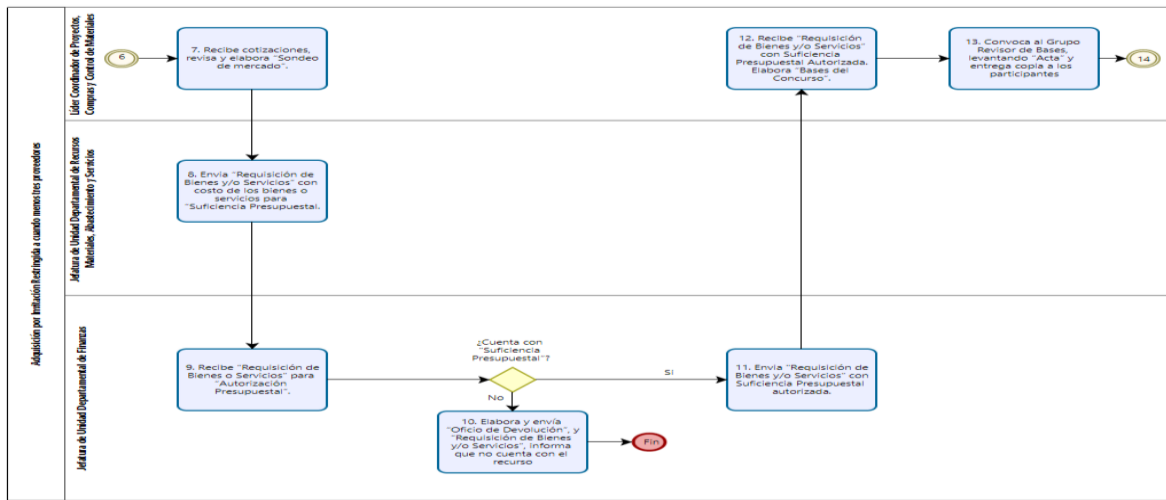 Adquisición por Invitación Restringida a cuando menos tres proveedores
Líder Coordinador de Proyectos,
Compras y Control de Materiales
6
7. Recibe cotizaciones,
revisa y elabora "Sondeo
de mercado".
12. Recibe "Requisición
de Bienes y/o Servicios"
con Suficiencia
Presupuestal Autorizada.
Elabora "Bases del
Concurso".
13. Convoca al Grupo
Revisor de Bases,
levantando "Acta" y
entrega copia a los
participantes
14
Jefatura de Unidad Departamental de Recursos
Materiales, Abastecimiento y Servicios
8. Envía "Requisición de
Bienes y/o Servicios" con
costo de los bienes o
servicios para
"Suficiencia Presupuestal.
Jefatura de Unidad Departamental de Finanzas
9. Recibe "Requisición de
Bienes o Servicios" para
"Autorización
Presupuestal".
¿Cuenta con
"Suficiencia
Presupuestal"?
Si
No
10. Elabora y envía
"Oficio de Devolución", y
"Requisición de Bienes
y/o Servicios", informa
que no cuenta con el
recurso
Fin
11. Envía "Requisición de
Bienes y/o Servicios" con
Suficiencia Presupuestal
autorizada.